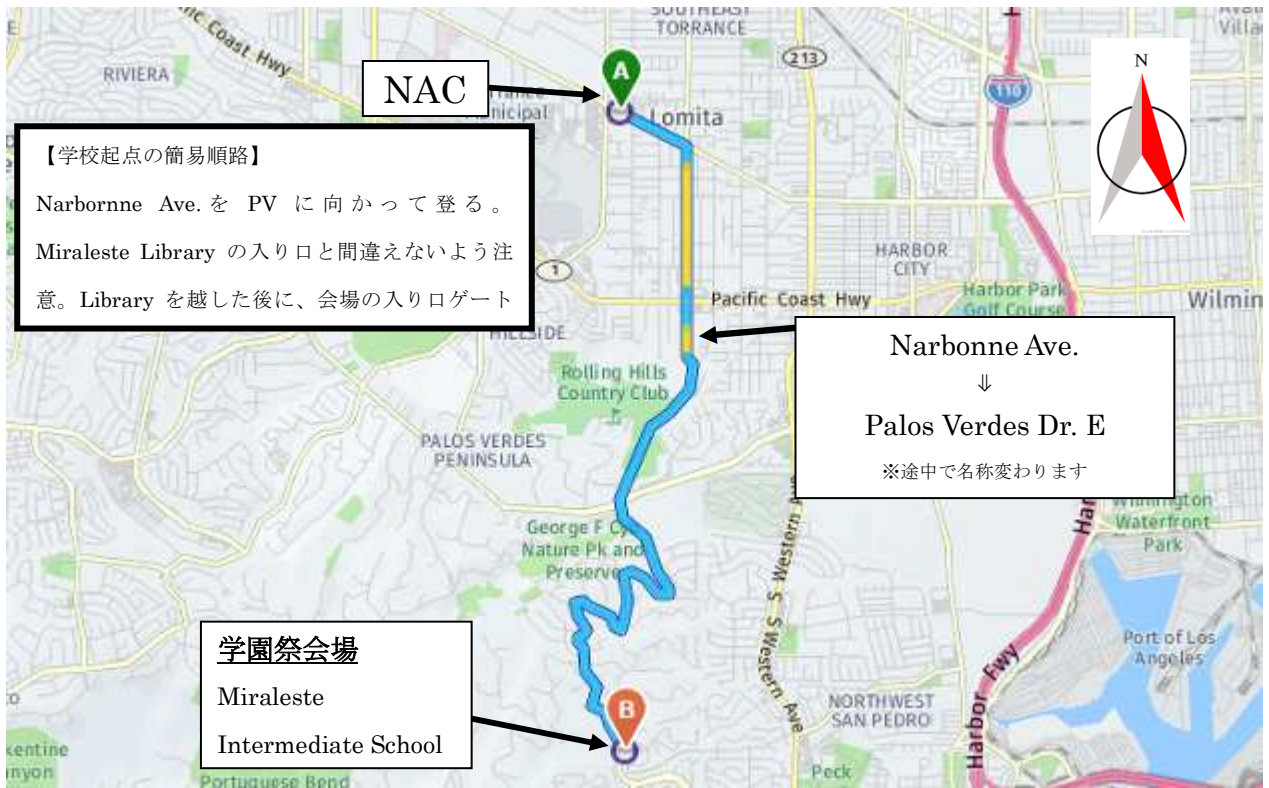 SOUTHEAST
TORRANCE
Coast Hwy
RIVIERA
213
N
NAC
A
Municipal
Lomita
110
【学校起点の簡易順路】
Narbornne Ave. を PV に向かって登る。
Miraleste Library の入り口と間違えないよう注
意。Library を越した後に、会場の入りロゲート
HARBOR
CITY
1
Pacific Coast Hwy
Harbor Park
Golf Course
Wilmin
HILLSIDE
Narbonne Ave.
⇓
Palos Verdes Dr. E
※途中で名称変わります
Rolling Hills
Country Club
PALOS VERDES
PENINSULA
George F C
Nature Pk and
Preserve
Wilmington
Waterfront
Park
S Western Ave
S Western Ave
学園祭会場
Miraleste
Intermediate School
B
Port of Los
Angeles
NORTHWEST
SAN PEDRO
Harbor Fwy
Peck
Portuguese Bend